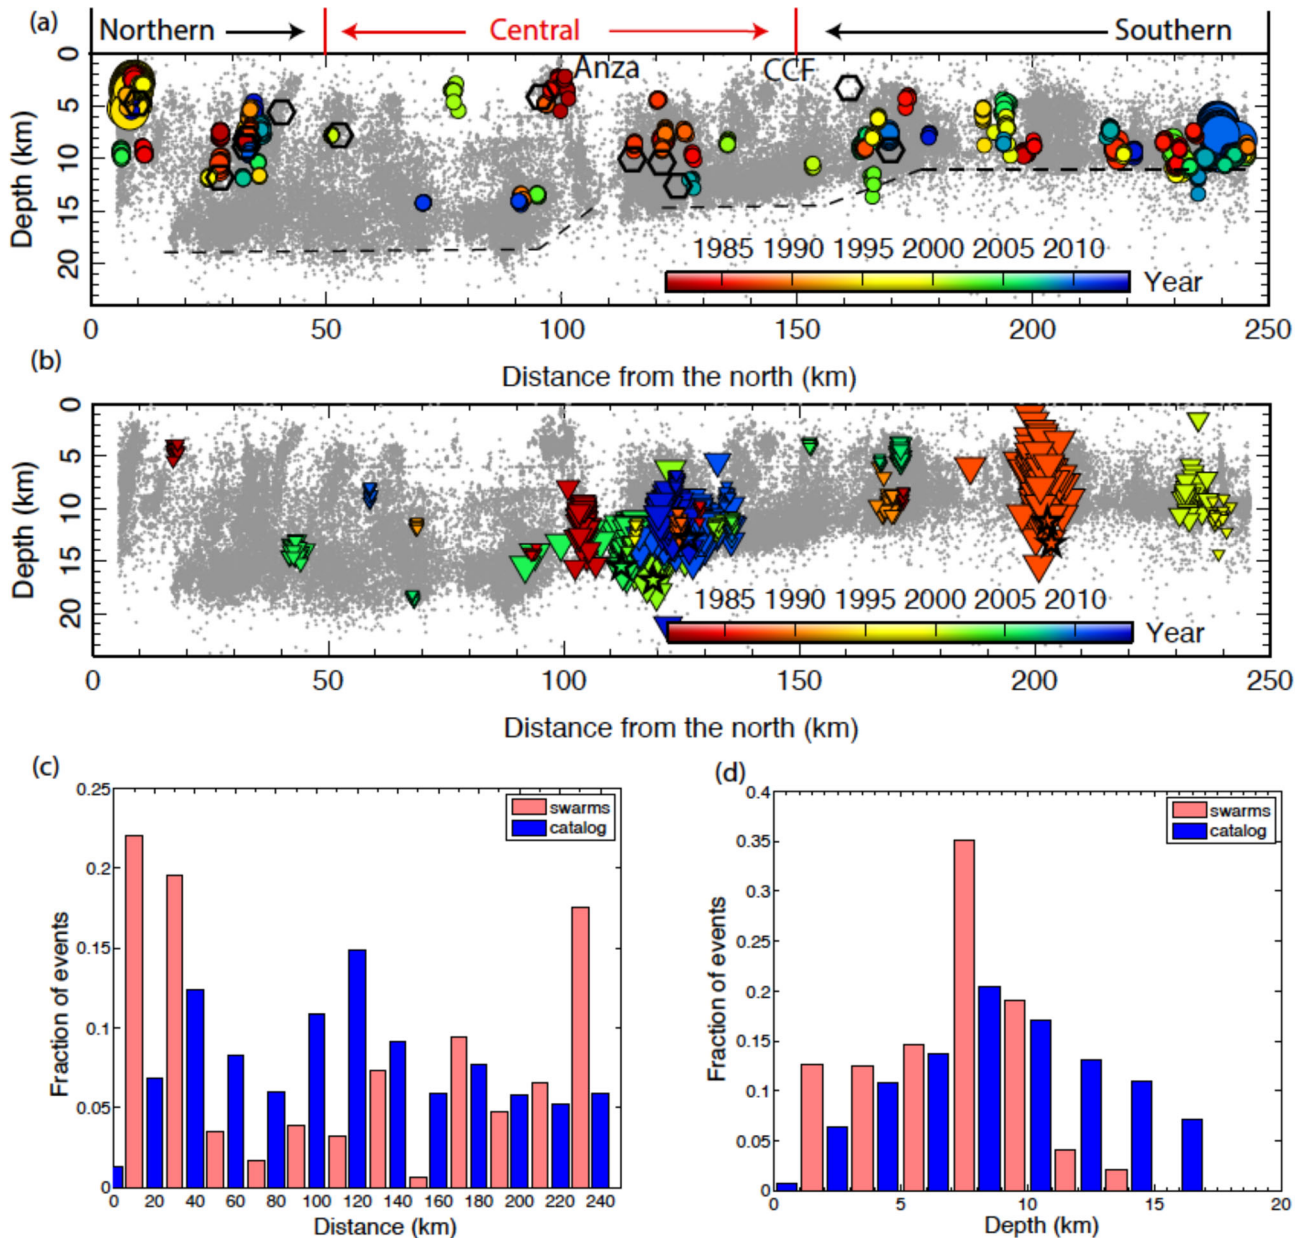 (a)
Northern
Central
Southern
Anza
CCF
0
5
10
15
20
Depth (km)
1985 1990 1995 2000 2005 2010
Year
0 50 100 150 200 250
Distance from the north (km)
(b)
0
5
10
15
20
Depth (km)
1985 1990 1995 2000 2005 2010
Year
0 50 100 150 200 250
Distance from the north (km)
(c)
0.25
0.2
0.15
0.1
0.05
0
Fraction of events
swarms
catalog
0 20 40 60 80 100 120 140 160 180 200 220 240
Distance (km)
(d)
0.4
0.35
0.3
0.25
0.2
0.15
0.1
0.05
0
Fraction of events
swarms
catalog
0 5 10 15 20
Depth (km)